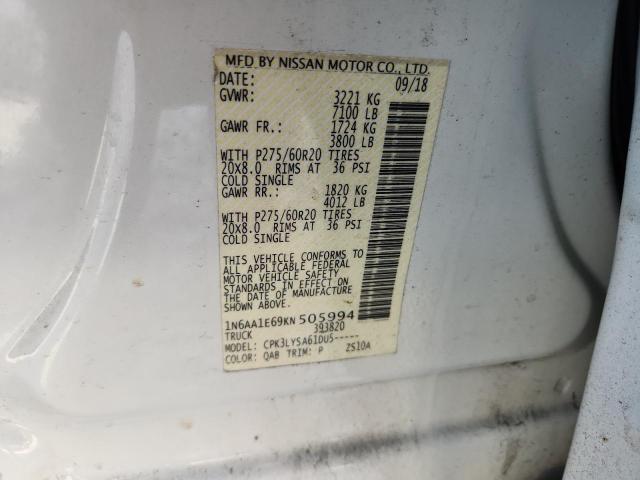 MFD. BY NISSAN MOTOR CO., LTD.
DATE: 09/18
GVWR: 3221 KG
7100 LB
GAWR FR.: 1724 KG
3800 LB
WITH P275/60R20 TIRES
20X8.0 RIMS AT 36 PSI
COLD SINGLE
GAWR RR.: 1820 KG
4012 LB
WITH P275/60R20 TIRES
20X8.0 RIMS AT 36 PSI
COLD SINGLE
THIS VEHICLE CONFORMS TO
ALL APPLICABLE FEDERAL
MOTOR VEHICLE SAFETY
STANDARDS IN EFFECT ON
THE DATE OF MANUFACTURE
SHOWN ABOVE.
1N6AA1E69KN505994
TRUCK 393820
MODEL: CPK3LYSA61DU5-----
COLOR: QAB TRIM: P ZS10A